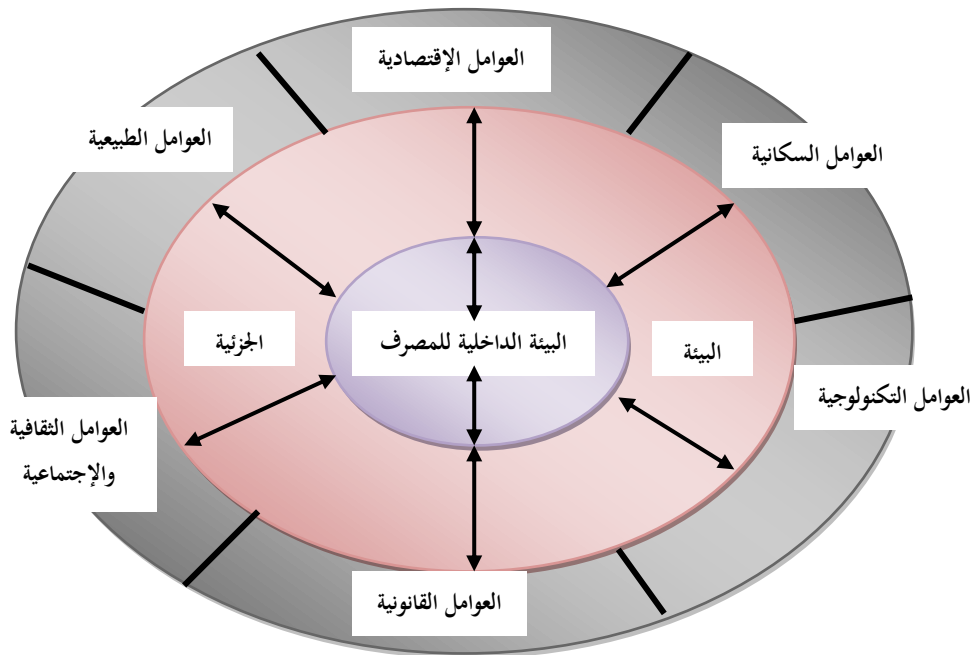 العوامل الإقتصادية
العوامل السكانية
العوامل الطبيعية
البيئة
البيئة الداخلية للمصرف
الجزئية
العوامل التكنولوجية
العوامل الثقافية
والإجتماعية
العوامل القانونية